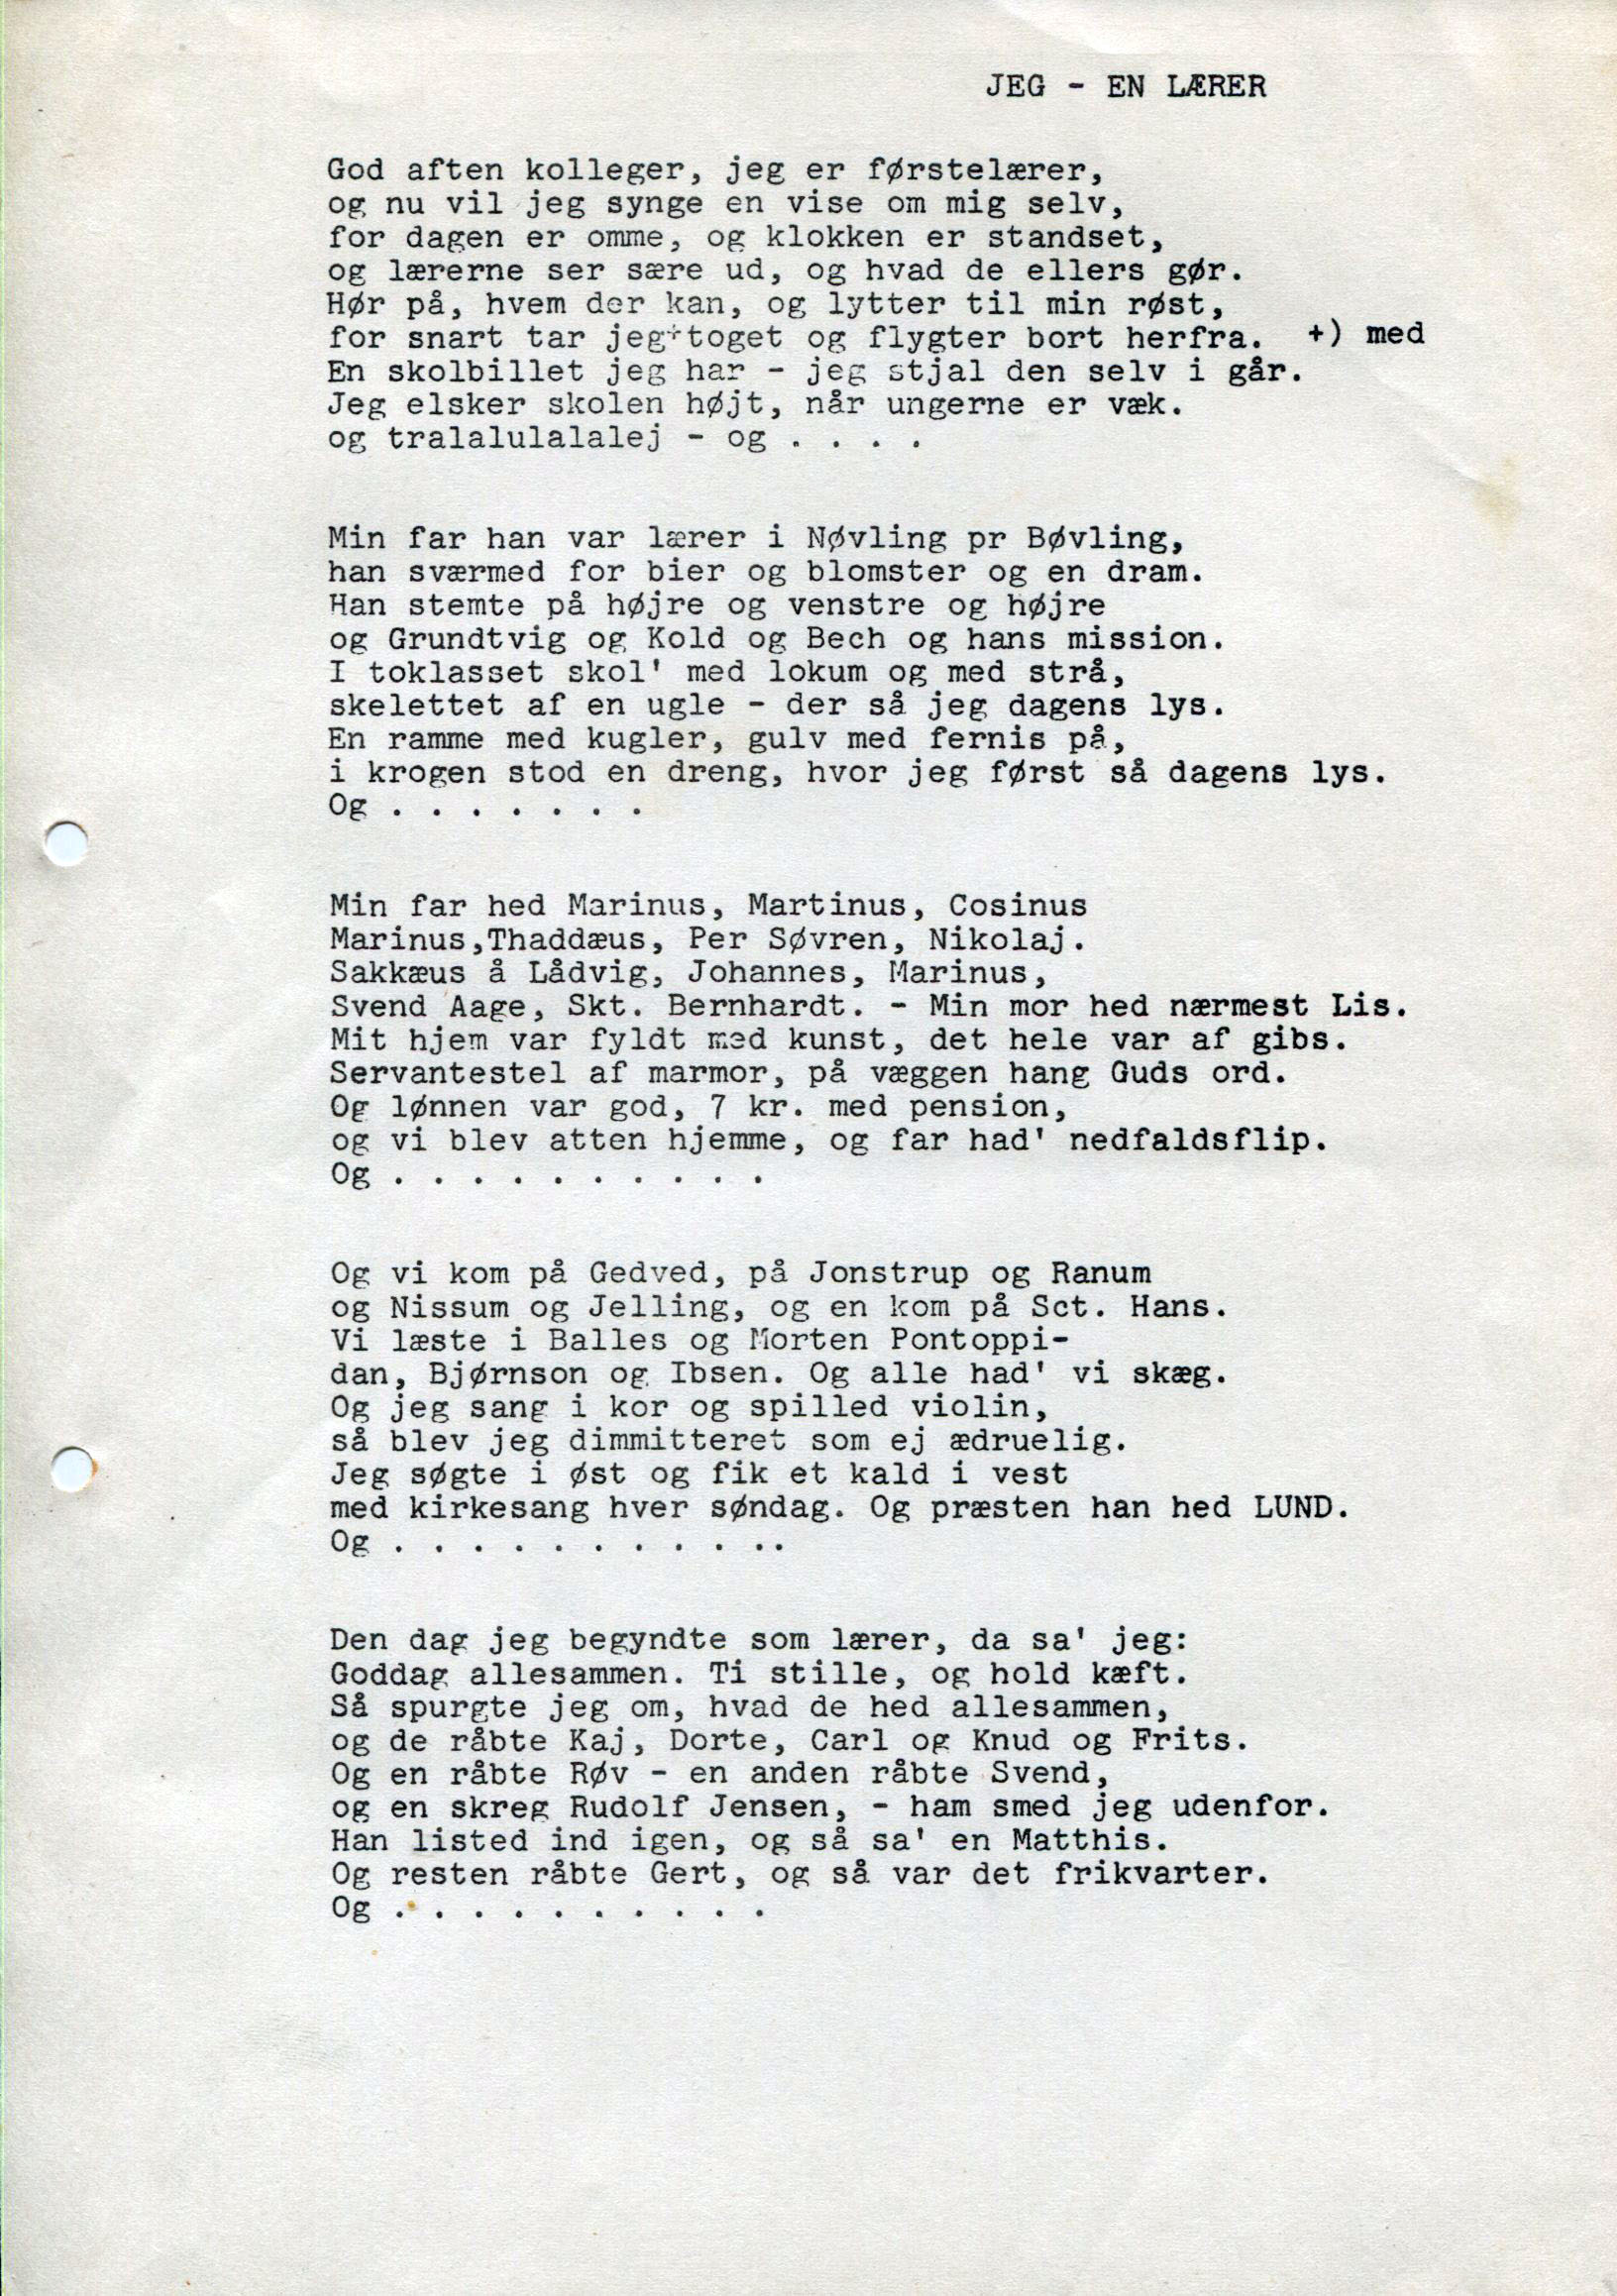 JEG - EN LÆRER
God aften kolleger, jeg er førstelærer,
og nu vil jeg synge en vise om mig selv,
for dagen er omme, og klokken er standset,
og lærerne ser sære ud, og hvad de ellers gør.
Hør på, hvem der kan, og lytter til min røst,
for snart tar jeg+toget og flygter bort herfra. +) med
En skolbillet jeg har - jeg stjal den selv i går.
Jeg elsker skolen højt, når ungerne er væk.
og tralalulalalej - og . . . .
Min far han var lærer i Nøvling pr Bøvling,
han sværmed for bier og blomster og en dram.
Han stemte på højre og venstre og højre
og Grundtvig og Kold og Bech og hans mission.
I toklasset skol' med lokum og med strå,
skelettet af en ugle - der så jeg dagens lys.
En ramme med kugler, gulv med fernis på,
i krogen stod en dreng, hvor jeg først så dagens lys.
Og . . . . . . .
Min far hed Marinus, Martinus, Cosinus
Marinus,Thaddæus, Per Søvren, Nikolaj.
Sakkæus å Lådvig, Johannes, Marinus,
Svend Aage, Skt. Bernhardt. - Min mor hed nærmest Lis.
Mit hjem var fyldt med kunst, det hele var af gibs.
Servantestel af marmor, på væggen hang Guds ord.
Og lønnen var god, 7 kr. med pension,
og vi blev atten hjemme, og far had' nedfaldsflip.
Og . . . . . . . . . .
Og vi kom på Gedved, på Jonstrup og Ranum
og Nissum og Jelling, og en kom på Sct. Hans.
Vi læste i Balles og Morten Pontoppi-
dan, Bjørnson og Ibsen. Og alle had' vi skæg.
Og jeg sang i kor og spilled violin,
så blev jeg dimmitteret som ej ædruelig.
Jeg søgte i øst og fik et kald i vest
med kirkesang hver søndag. Og præsten han hed LUND.
Og . . . . . . . . . . .
Den dag jeg begyndte som lærer, da sa' jeg:
Goddag allesammen. Ti stille, og hold kæft.
Så spurgte jeg om, hvad de hed allesammen,
og de råbte Kaj, Dorte, Carl og Knud og Frits.
Og en råbte Røv - en anden råbte Svend,
og en skreg Rudolf Jensen, - ham smed jeg udenfor.
Han listed ind igen, og så sa' en Matthis.
Og resten råbte Gert, og så var det frikvarter.
Og . . . . . . . . . .